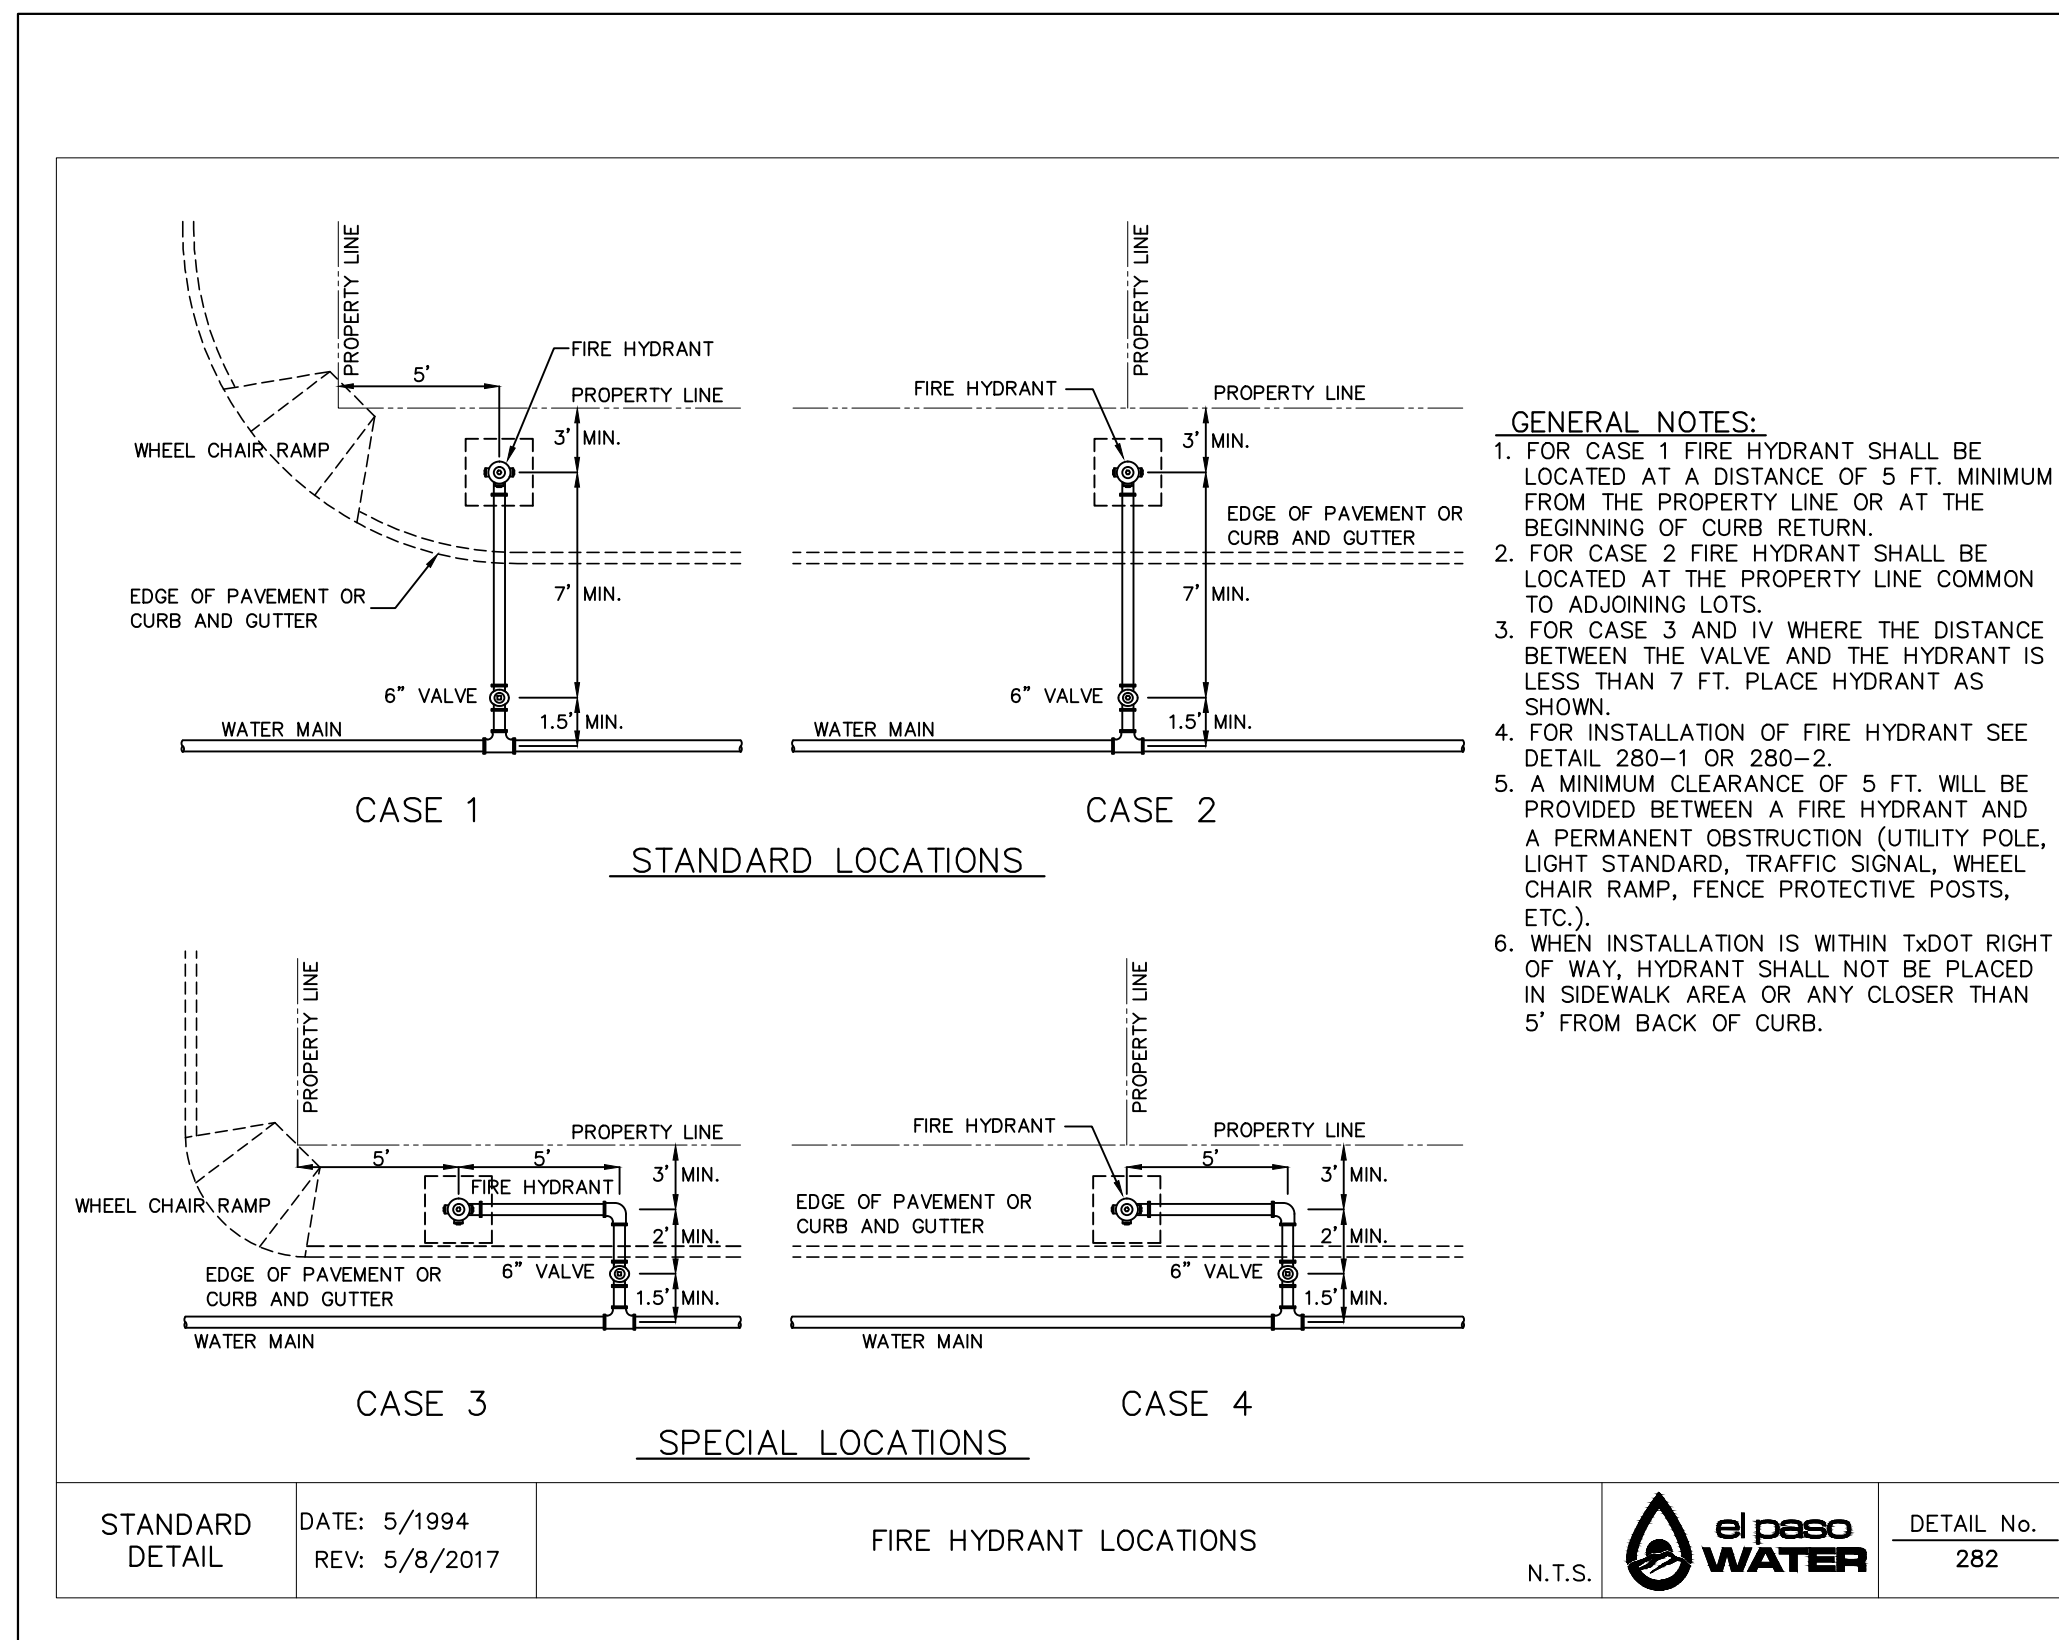 PROPERTY LINE
5'
FIRE HYDRANT
PROPERTY LINE
3' MIN.
WHEEL CHAIR RAMP
EDGE OF PAVEMENT OR
CURB AND GUTTER
7' MIN.
6" VALVE
1.5' MIN.
WATER MAIN
CASE 1
PROPERTY LINE
FIRE HYDRANT
PROPERTY LINE
3' MIN.
EDGE OF PAVEMENT OR
CURB AND GUTTER
7' MIN.
6" VALVE
1.5' MIN.
WATER MAIN
CASE 2
STANDARD LOCATIONS
PROPERTY LINE
PROPERTY LINE
5'
5'
3' MIN.
FIRE HYDRANT
WHEEL CHAIR RAMP
2' MIN.
EDGE OF PAVEMENT OR
CURB AND GUTTER
6" VALVE
1.5' MIN.
WATER MAIN
CASE 3
PROPERTY LINE
FIRE HYDRANT
PROPERTY LINE
5'
3' MIN.
EDGE OF PAVEMENT OR
CURB AND GUTTER
2' MIN.
6" VALVE
1.5' MIN.
WATER MAIN
CASE 4
SPECIAL LOCATIONS
GENERAL NOTES:
1. FOR CASE 1 FIRE HYDRANT SHALL BE
LOCATED AT A DISTANCE OF 5 FT. MINIMUM
FROM THE PROPERTY LINE OR AT THE
BEGINNING OF CURB RETURN.
2. FOR CASE 2 FIRE HYDRANT SHALL BE
LOCATED AT THE PROPERTY LINE COMMON
TO ADJOINING LOTS.
3. FOR CASE 3 AND IV WHERE THE DISTANCE
BETWEEN THE VALVE AND THE HYDRANT IS
LESS THAN 7 FT. PLACE HYDRANT AS
SHOWN.
4. FOR INSTALLATION OF FIRE HYDRANT SEE
DETAIL 280-1 OR 280-2.
5. A MINIMUM CLEARANCE OF 5 FT. WILL BE
PROVIDED BETWEEN A FIRE HYDRANT AND
A PERMANENT OBSTRUCTION (UTILITY POLE,
LIGHT STANDARD, TRAFFIC SIGNAL, WHEEL
CHAIR RAMP, FENCE PROTECTIVE POSTS,
ETC.).
6. WHEN INSTALLATION IS WITHIN TxDOT RIGHT
OF WAY, HYDRANT SHALL NOT BE PLACED
IN SIDEWALK AREA OR ANY CLOSER THAN
5' FROM BACK OF CURB.
STANDARD
DETAIL
DATE: 5/1994
REV: 5/8/2017
FIRE HYDRANT LOCATIONS
N.T.S.
el paso
WATER
DETAIL No.
282